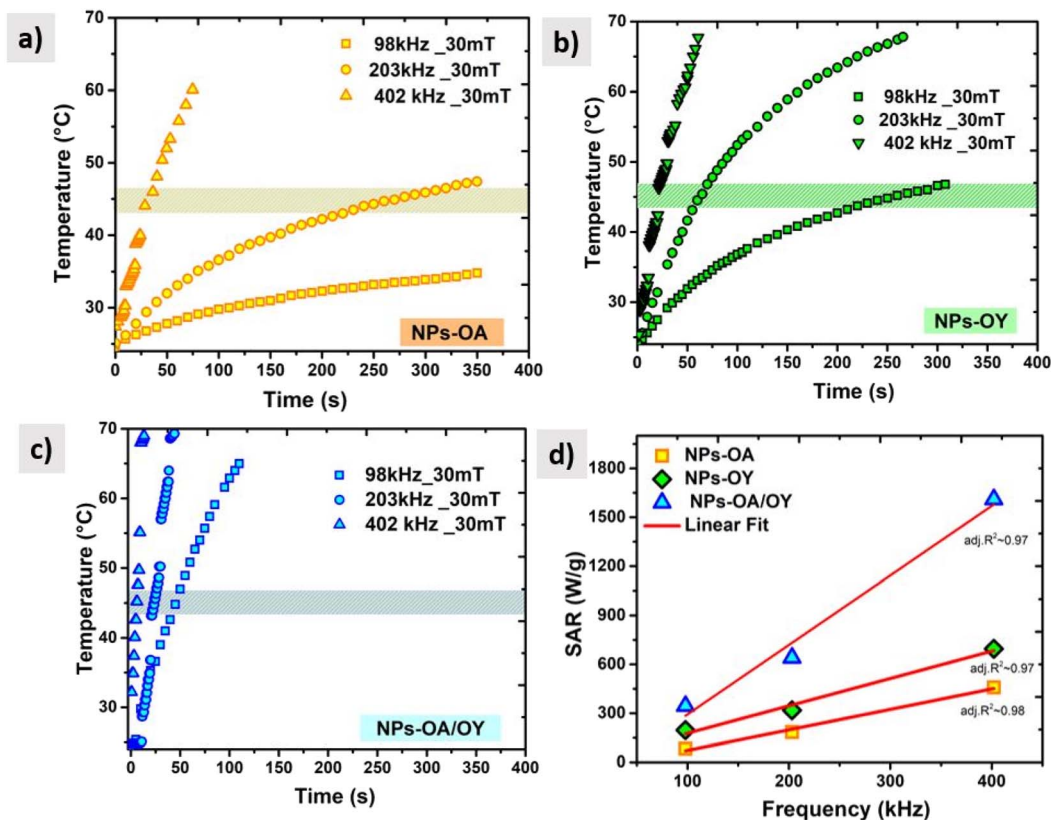 a)
Temperature (°C)
70
60
50
40
30
98kHz _30mT
203kHz _30mT
402 kHz _30mT
NPs-OA
0 50 100 150 200 250 300 350 400
Time (s)
b)
Temperature (°C)
70
60
50
40
30
98kHz _30mT
203kHz _30mT
402 kHz _30mT
NPs-OY
0 50 100 150 200 250 300 350 400
Time (s)
c)
Temperature (°C)
70
60
50
40
30
98kHz_30mT
203kHz _30mT
402 kHz _30mT
NPs-OA/OY
0 50 100 150 200 250 300 350 400
Time (s)
d)
SAR (W/g)
1800
1500
1200
900
600
300
0
NPs-OA
NPs-OY
NPs-OA/OY
Linear Fit
adj.R²~0.97
adj.R²~0.97
adj.R²~0.98
100 200 300 400
Frequency (kHz)